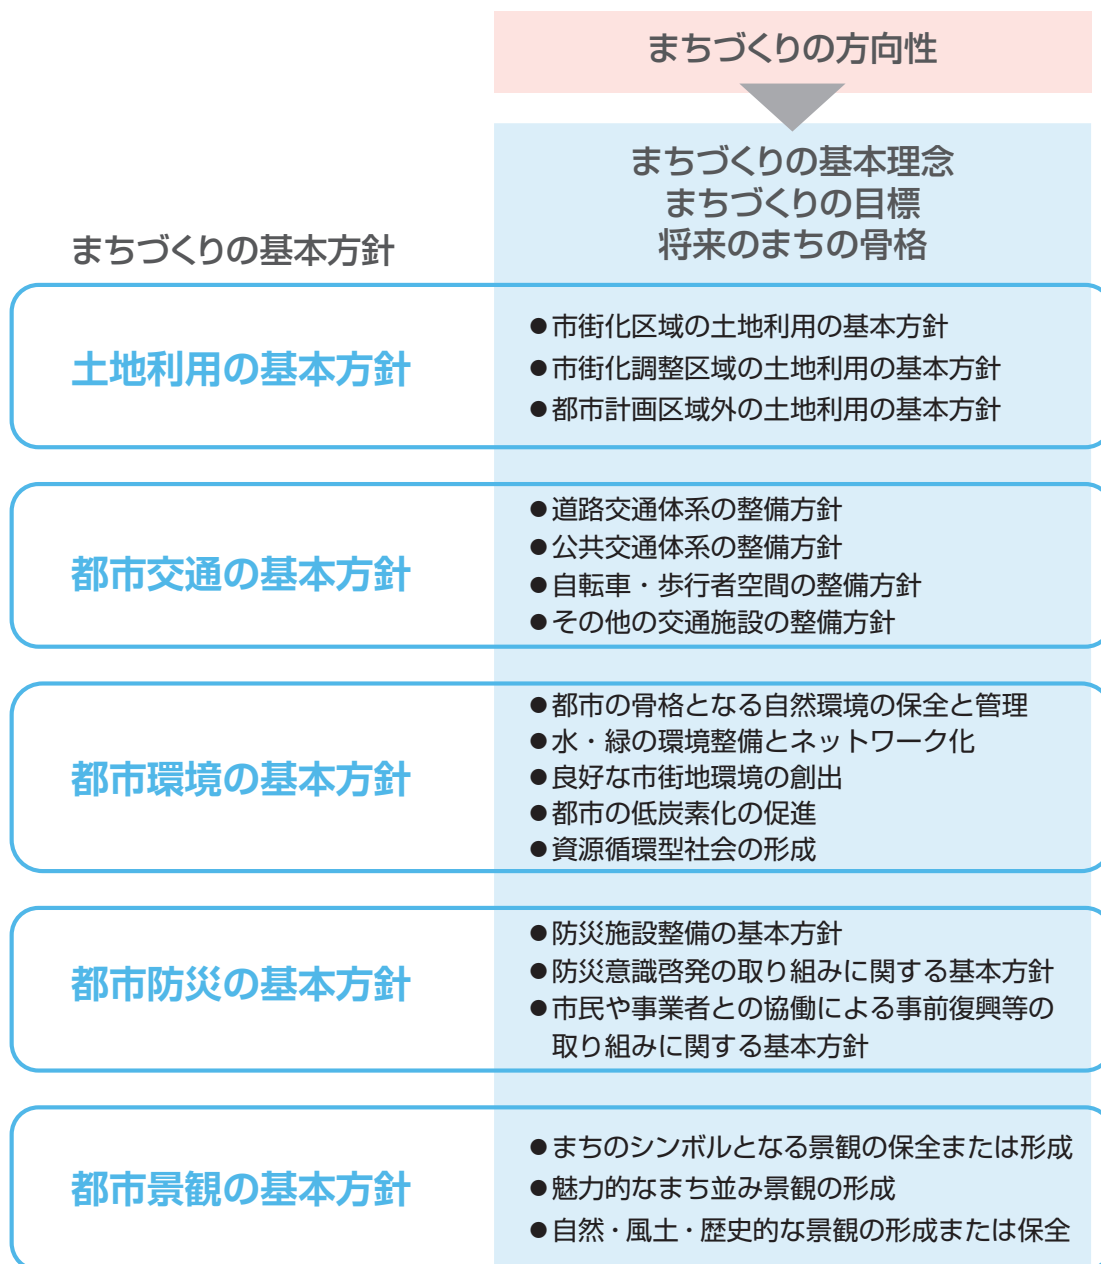 まちづくりの方向性
まちづくりの基本理念
まちづくりの目標
将来のまちの骨格
まちづくりの基本方針
土地利用の基本方針
●市街化区域の土地利用の基本方針
●市街化調整区域の土地利用の基本方針
●都市計画区域外の土地利用の基本方針
都市交通の基本方針
●道路交通体系の整備方針
●公共交通体系の整備方針
●自転車・歩行者空間の整備方針
●その他の交通施設の整備方針
都市環境の基本方針
●都市の骨格となる自然環境の保全と管理
●水・緑の環境整備とネットワーク化
●良好な市街地環境の創出
●都市の低炭素化の促進
●資源循環型社会の形成
都市防災の基本方針
●防災施設整備の基本方針
●防災意識啓発の取り組みに関する基本方針
●市民や事業者との協働による事前復興等の
取り組みに関する基本方針
都市景観の基本方針
●まちのシンボルとなる景観の保全または形成
●魅力的なまち並み景観の形成
●自然・風土・歴史的な景観の形成または保全